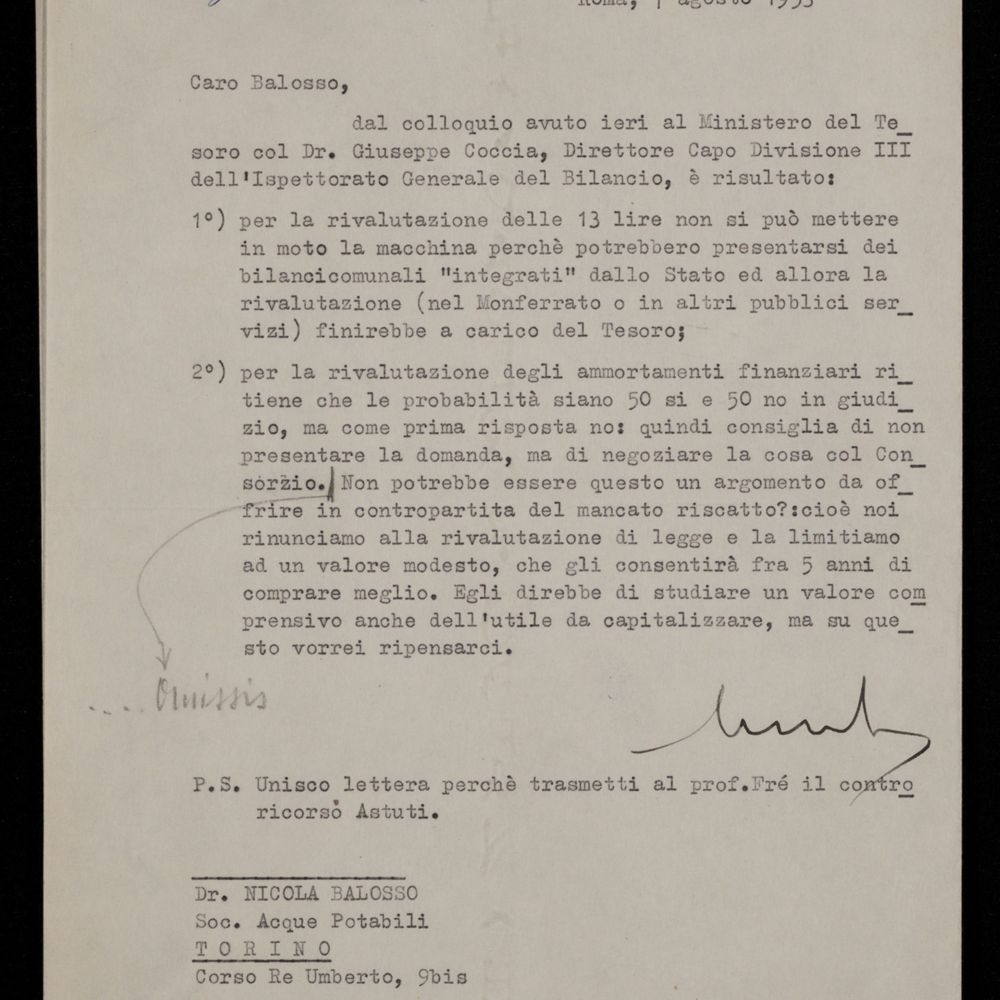 Roma, 1 agosto 1953
Caro Balosso,
dal colloquio avuto ieri al Ministero del Te_
soro col Dr. Giuseppe Coccia, Direttore Capo Divisione III
dell'Ispettorato Generale del Bilancio, è risultato:
1°) per la rivalutazione delle 13 lire non si può mettere
in moto la macchina perchè potrebbero presentarsi dei
bilancicomunali "integrati" dallo Stato ed allora la
rivalutazione (nel Monferrato o in altri pubblici ser_
vizi) finirebbe a carico del Tesoro;
2°) per la rivalutazione degli ammortamenti finanziari ri_
tiene che le probabilità siano 50 si e 50 no in giudi_
zio, ma come prima risposta no: quindi consiglia di non
presentare la domanda, ma di negoziare la cosa col Con_
sorzio. Non potrebbe essere questo un argomento da of_
frire in contropartita del mancato riscatto?:cioè noi
rinunciamo alla rivalutazione di legge e la limitiamo
ad un valore modesto, che gli consentirà fra 5 anni di
comprare meglio. Egli direbbe di studiare un valore com
prensivo anche dell'utile da capitalizzare, ma su que_
sto vorrei ripensarci.
.... Omissis
P.S. Unisco lettera perchè trasmetti al prof.Fré il contro
ricorso Astuti.
Dr. NICOLA BALOSSO
Soc. Acque Potabili
T O R I N O
Corso Re Umberto, 9bis